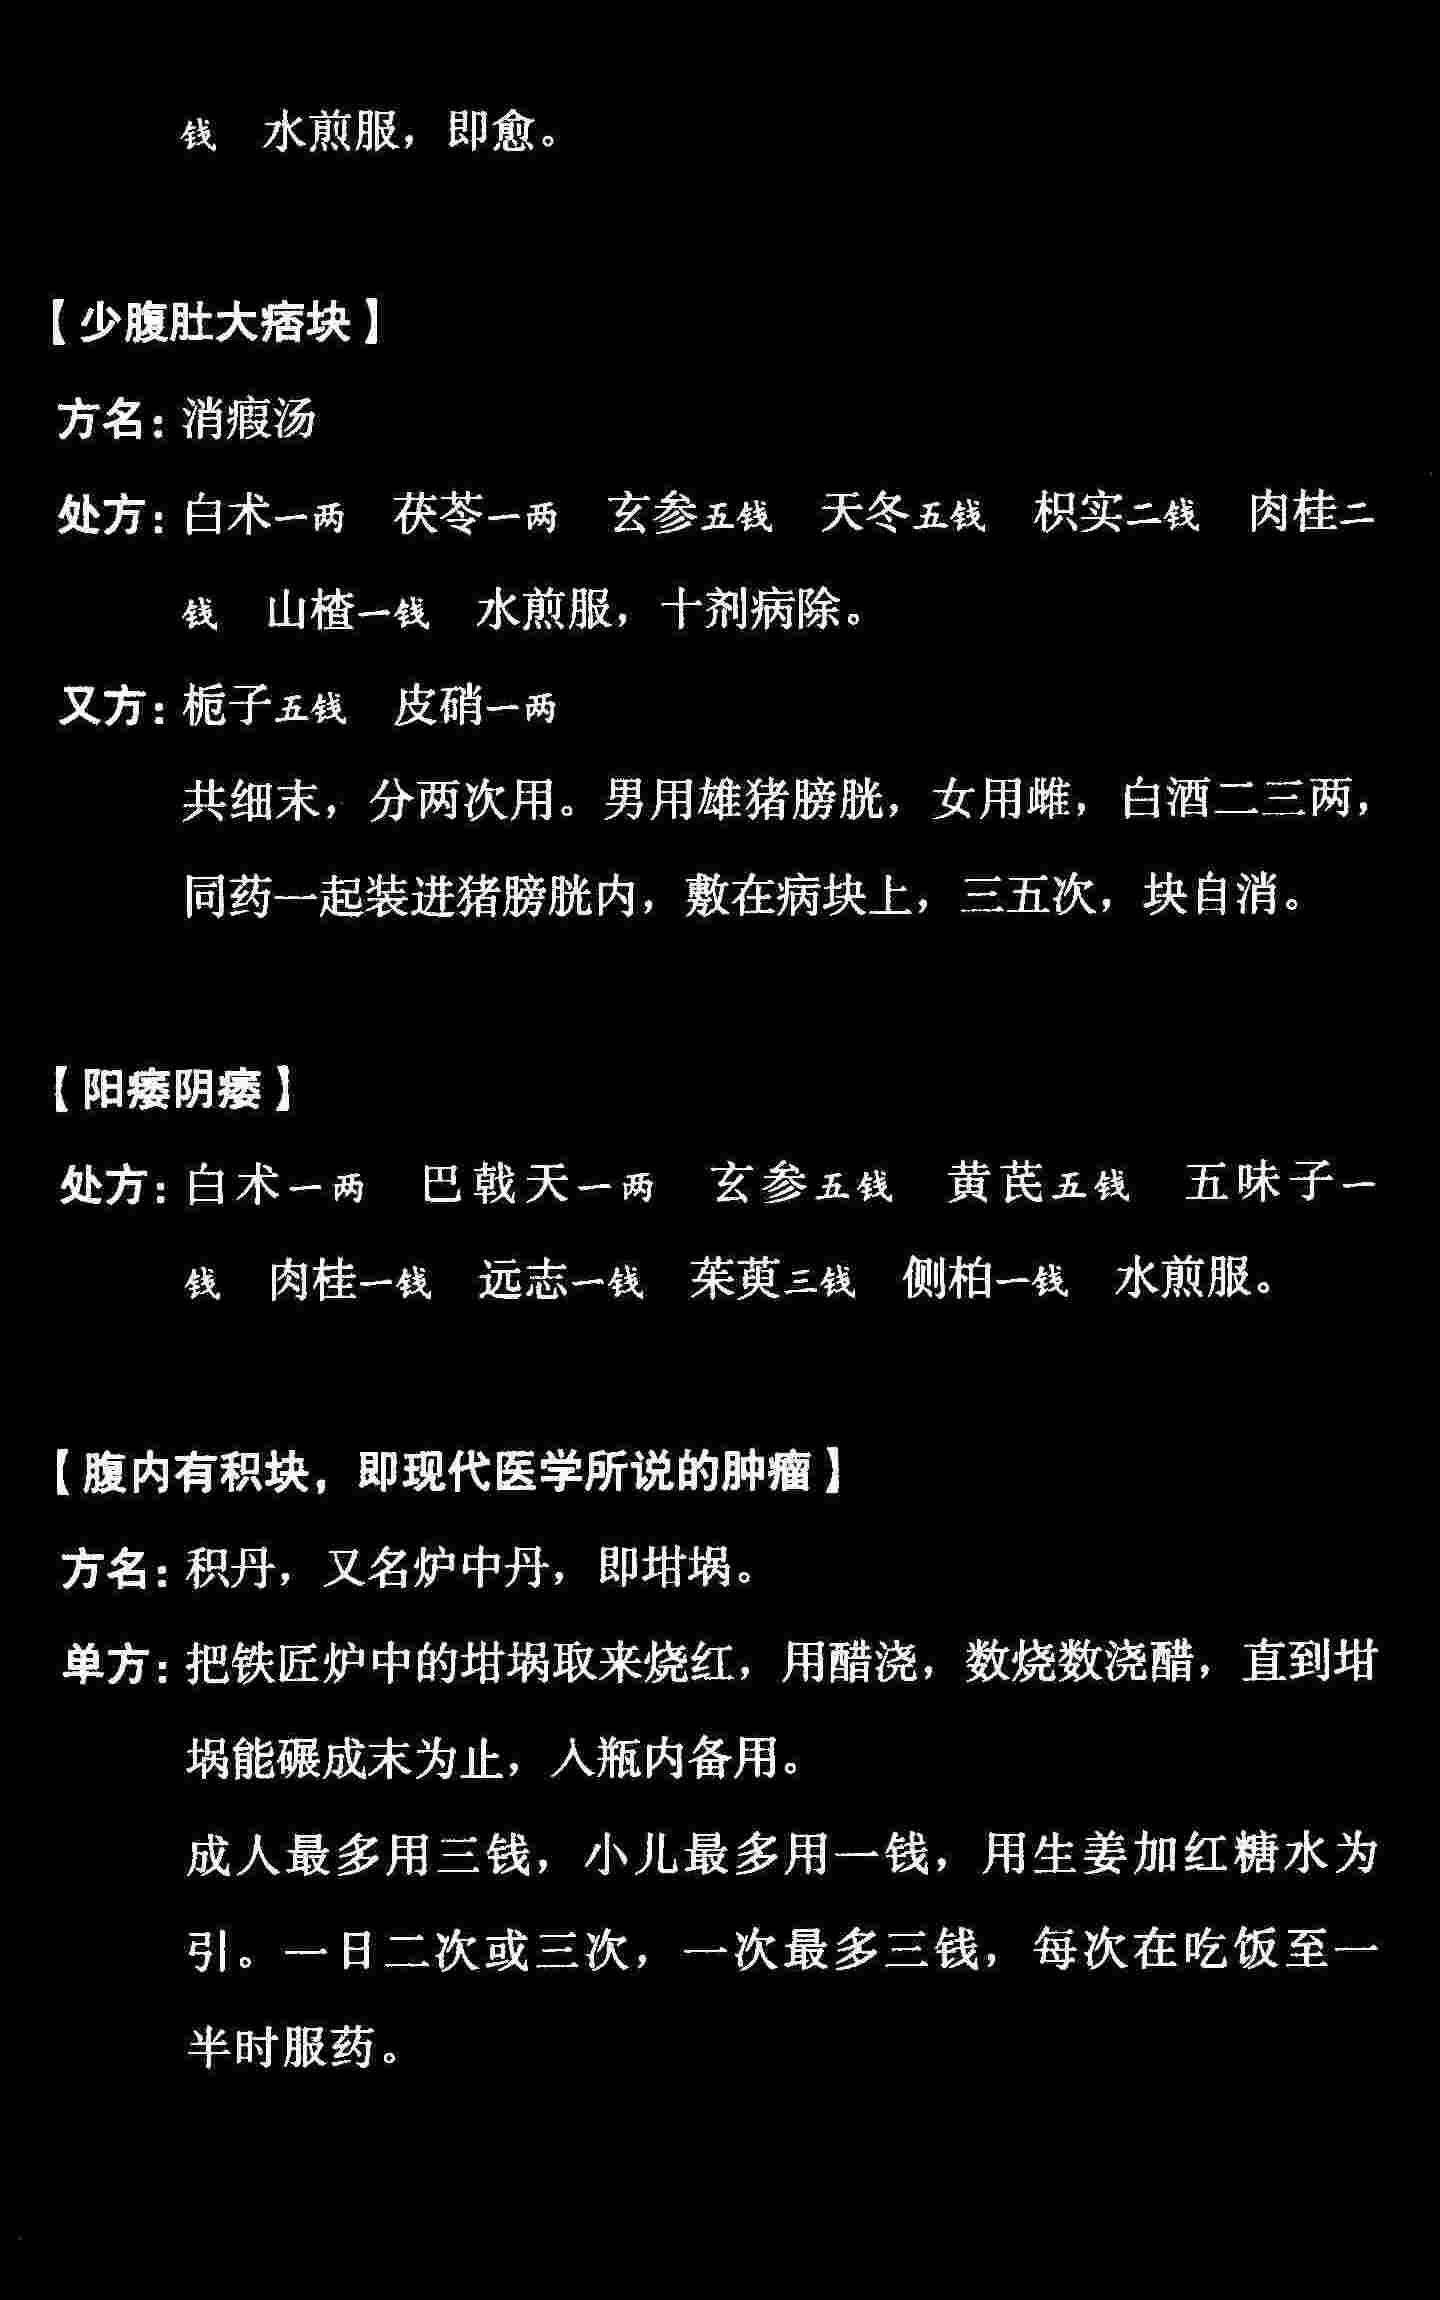 钱 水煎服，即愈。
【少腹肚大痞块】
方名：消瘕汤
处方：白术一两 茯苓一两 玄参五钱 天冬五钱 枳实二钱 肉桂二
钱 山楂一钱 水煎服，十剂病除。
又方：栀子五钱 皮硝一两
共细末，分两次用。男用雄猪膀胱，女用雌，白酒二三两，
同药一起装进猪膀胱内，敷在病块上，三五次，块自消。
【阳痿阴痿】
处方：白术一两 巴戟天一两 玄参五钱 黄芪五钱 五味子一
钱 肉桂一钱 远志一钱 茱萸三钱 侧柏一钱 水煎服。
【腹内有积块，即现代医学所说的肿瘤】
方名：积丹，又名炉中丹，即坩埚。
单方：把铁匠炉中的坩埚取来烧红，用醋浇，数烧数浇醋，直到坩
埚能碾成末为止，入瓶内备用。
成人最多用三钱，小儿最多用一钱，用生姜加红糖水为
引。一日二次或三次，一次最多三钱，每次在吃饭至一
半时服药。